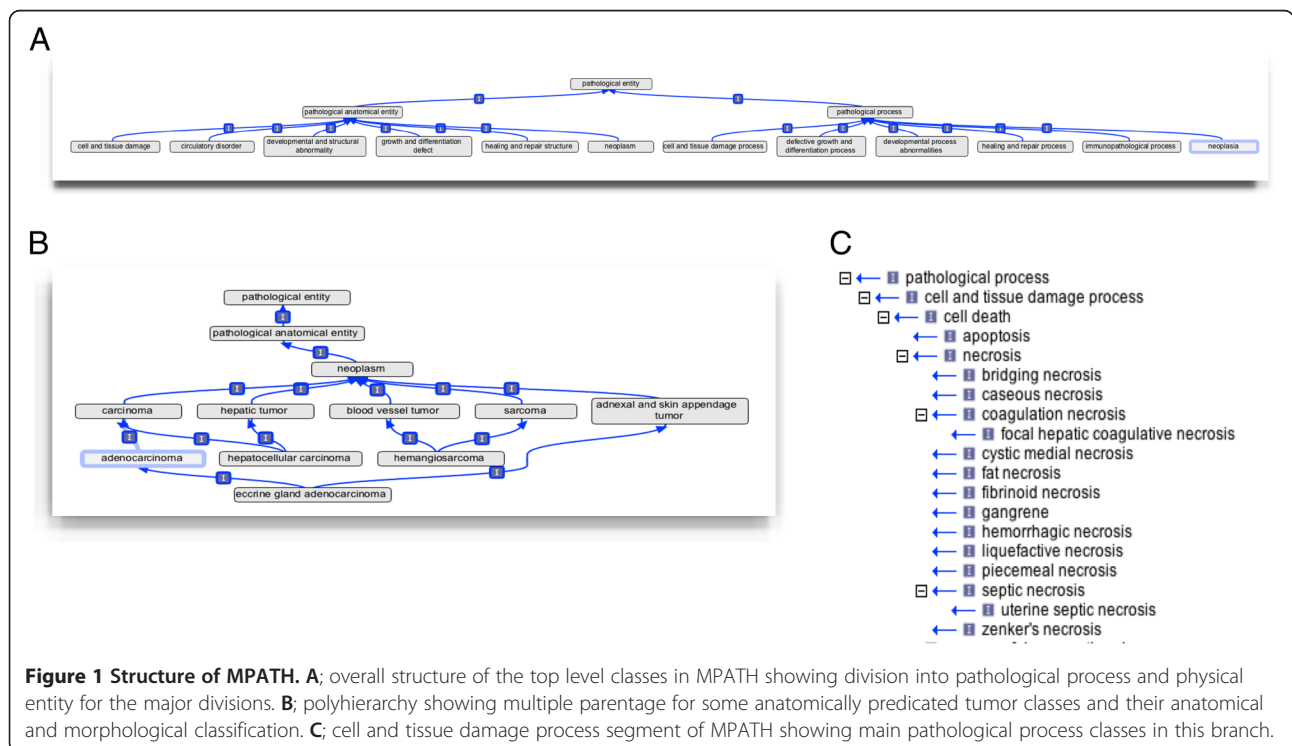 A
pathological entity
pathological anatomical entity
pathological process
cell and tissue damage
circulatory disorder
developmental and structural
abnormality
growth and differentiation
defect
healing and repair structure
neoplasm
cell and tissue damage process
defective growth and
differentiation process
developmental process
abnormalities
healing and repair process
immunopathological process
neoplasia
B
pathological entity
pathological anatomical entity
neoplasm
carcinoma
hepatic tumor
blood vessel tumor
sarcoma
adnexal and skin appendage
tumor
adenocarcinoma
hepatocellular carcinoma
hemangiosarcoma
eccrine gland adenocarcinoma
C
pathological process
cell and tissue damage process
cell death
apoptosis
necrosis
bridging necrosis
caseous necrosis
coagulation necrosis
focal hepatic coagulative necrosis
cystic medial necrosis
fat necrosis
fibrinoid necrosis
gangrene
hemorrhagic necrosis
liquefactive necrosis
piecemeal necrosis
septic necrosis
uterine septic necrosis
zenker's necrosis
Figure 1 Structure of MPATH. A; overall structure of the top level classes in MPATH showing division into pathological process and physical
entity for the major divisions. B; polyhierarchy showing multiple parentage for some anatomically predicated tumor classes and their anatomical
and morphological classification. C; cell and tissue damage process segment of MPATH showing main pathological process classes in this branch.